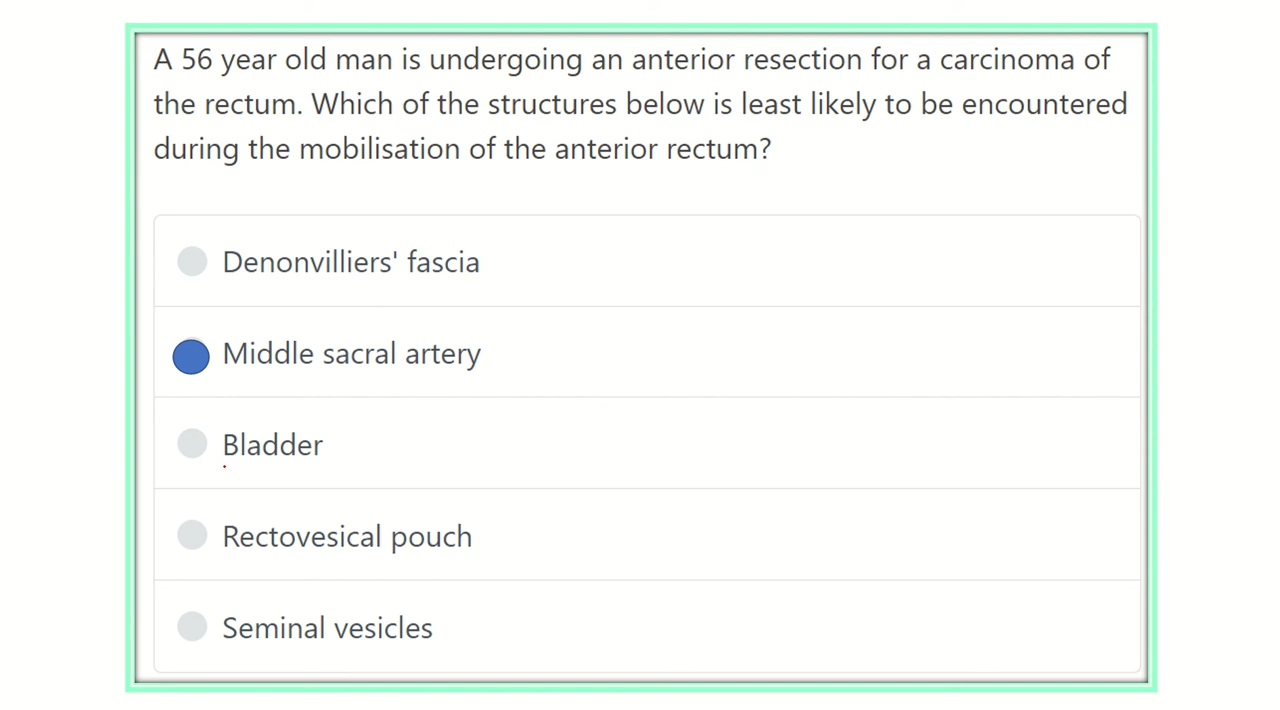 A 56 year old man is undergoing an anterior resection for a carcinoma of
the rectum. Which of the structures below is least likely to be encountered
during the mobilisation of the anterior rectum?
Denonvilliers' fascia
Middle sacral artery
Bladder
Rectovesical pouch
Seminal vesicles